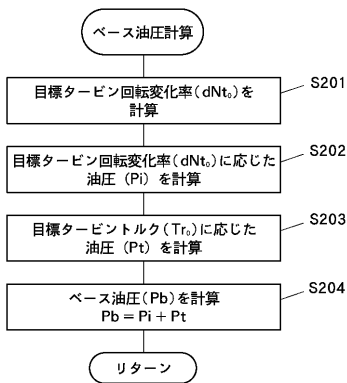 ベース油圧計算
目標タービン回転変化率(dNt₀)を
計算
S201
目標タービン回転変化率(dNt₀)に応じた
油圧(Pi)を計算
S202
目標タービントルク(Tr₀)に応じた
油圧(Pt)を計算
S203
ベース油圧(Pb)を計算
Pb = Pi + Pt
S204
リターン